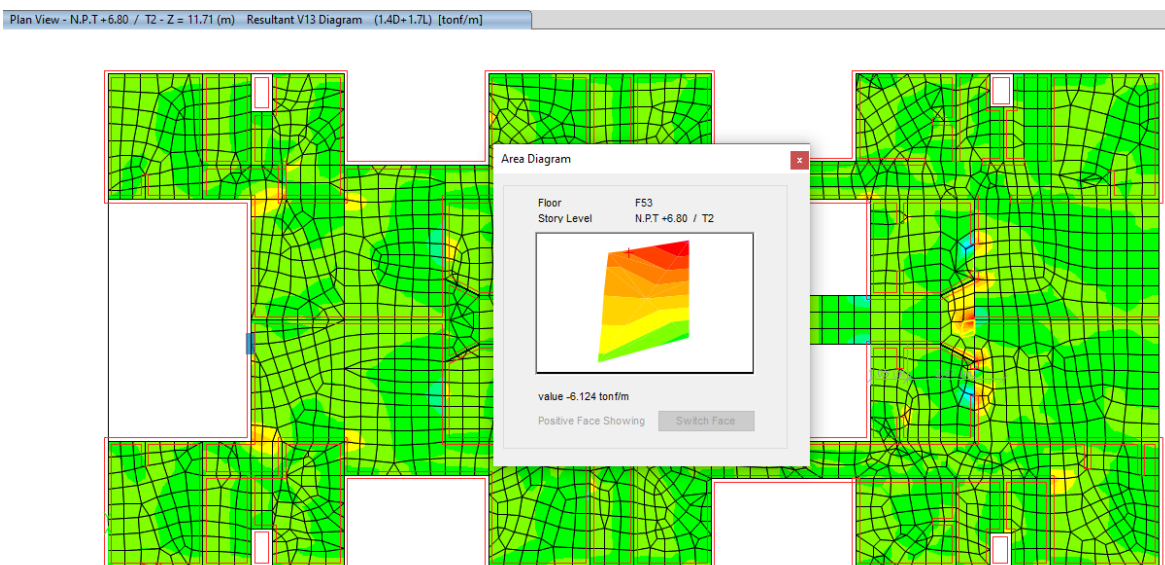 Plan View - N.P.T +6.80 / T2 - Z = 11.71 (m) Resultant V13 Diagram (1.4D+1.7L) [tonf/m]
Area Diagram
x
Floor F53
Story Level N.P.T +6.80 / T2
value -6.124 tonf/m
Positive Face Showing Switch Face